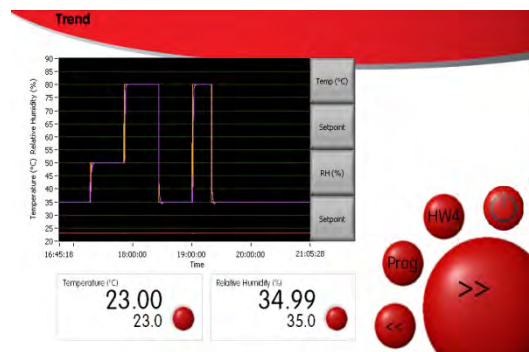 Trend
Temperature (°C) Relative Humidity (%)
90
85
80
75
70
65
60
55
50
45
40
35
30
25
20
16:45:18 18:00:00 19:00:00 20:00:00 21:05:28
Time
Temp (°C)
Setpoint
RH (%)
Setpoint
HW4
Prog
<<
>>
Temperature (°C)
23.00
23.0
Relative Humidity (%)
34.99
35.0